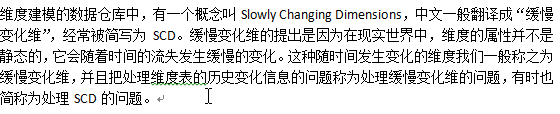 维度建模的数据仓库中，有一个概念叫 Slowly Changing Dimensions，中文一般翻译成“缓慢
变化维”，经常被简写为 SCD。缓慢变化维的提出是因为在现实世界中，维度的属性并不是
静态的，它会随着时间的流失发生缓慢的变化。这种随时间发生变化的维度我们一般称之为
缓慢变化维，并且把处理维度表的历史变化信息的问题称为处理缓慢变化维的问题，有时也
简称为处理 SCD 的问题。